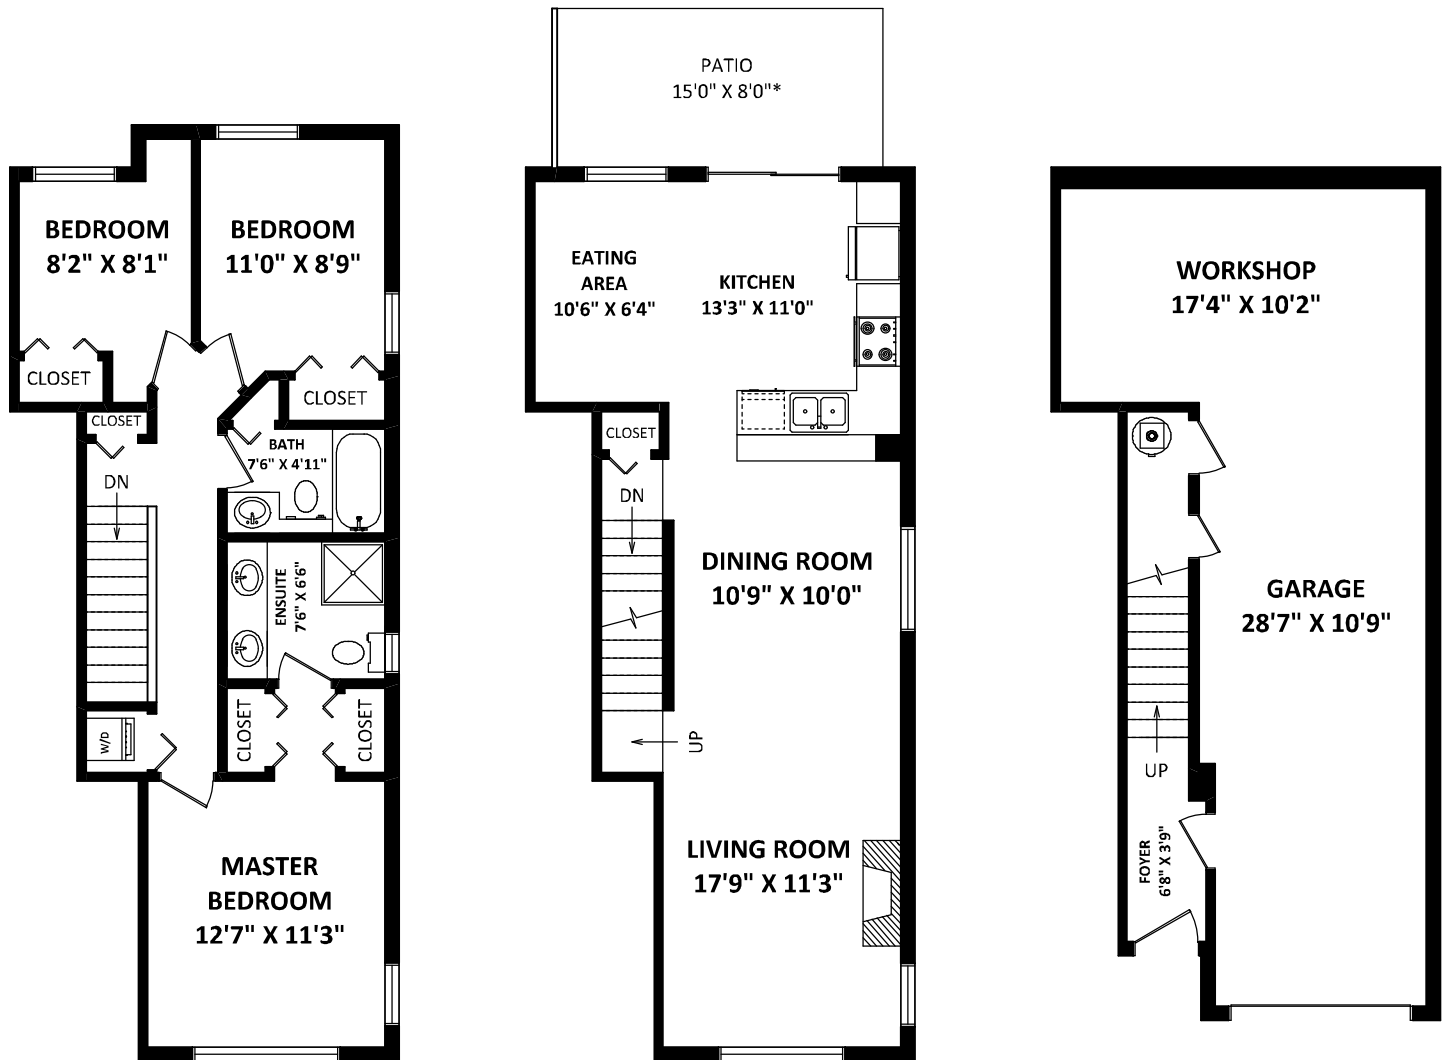 BEDROOM
8'2" X 8'1"
BEDROOM
11'0" X 8'9"
CLOSET
CLOSET
CLOSET
BATH
7'6" X 4'11"
DN
ENSUITE
7'6" X 6'6"
CLOSET
CLOSET
W/D
MASTER
BEDROOM
12'7" X 11'3"
PATIO
15'0" X 8'0"*
EATING
AREA
10'6" X 6'4"
KITCHEN
13'3" X 11'0"
CLOSET
DN
DINING ROOM
10'9" X 10'0"
UP
LIVING ROOM
17'9" X 11'3"
WORKSHOP
17'4" X 10'2"
GARAGE
28'7" X 10'9"
UP
FOYER
6'8" X 3'9"